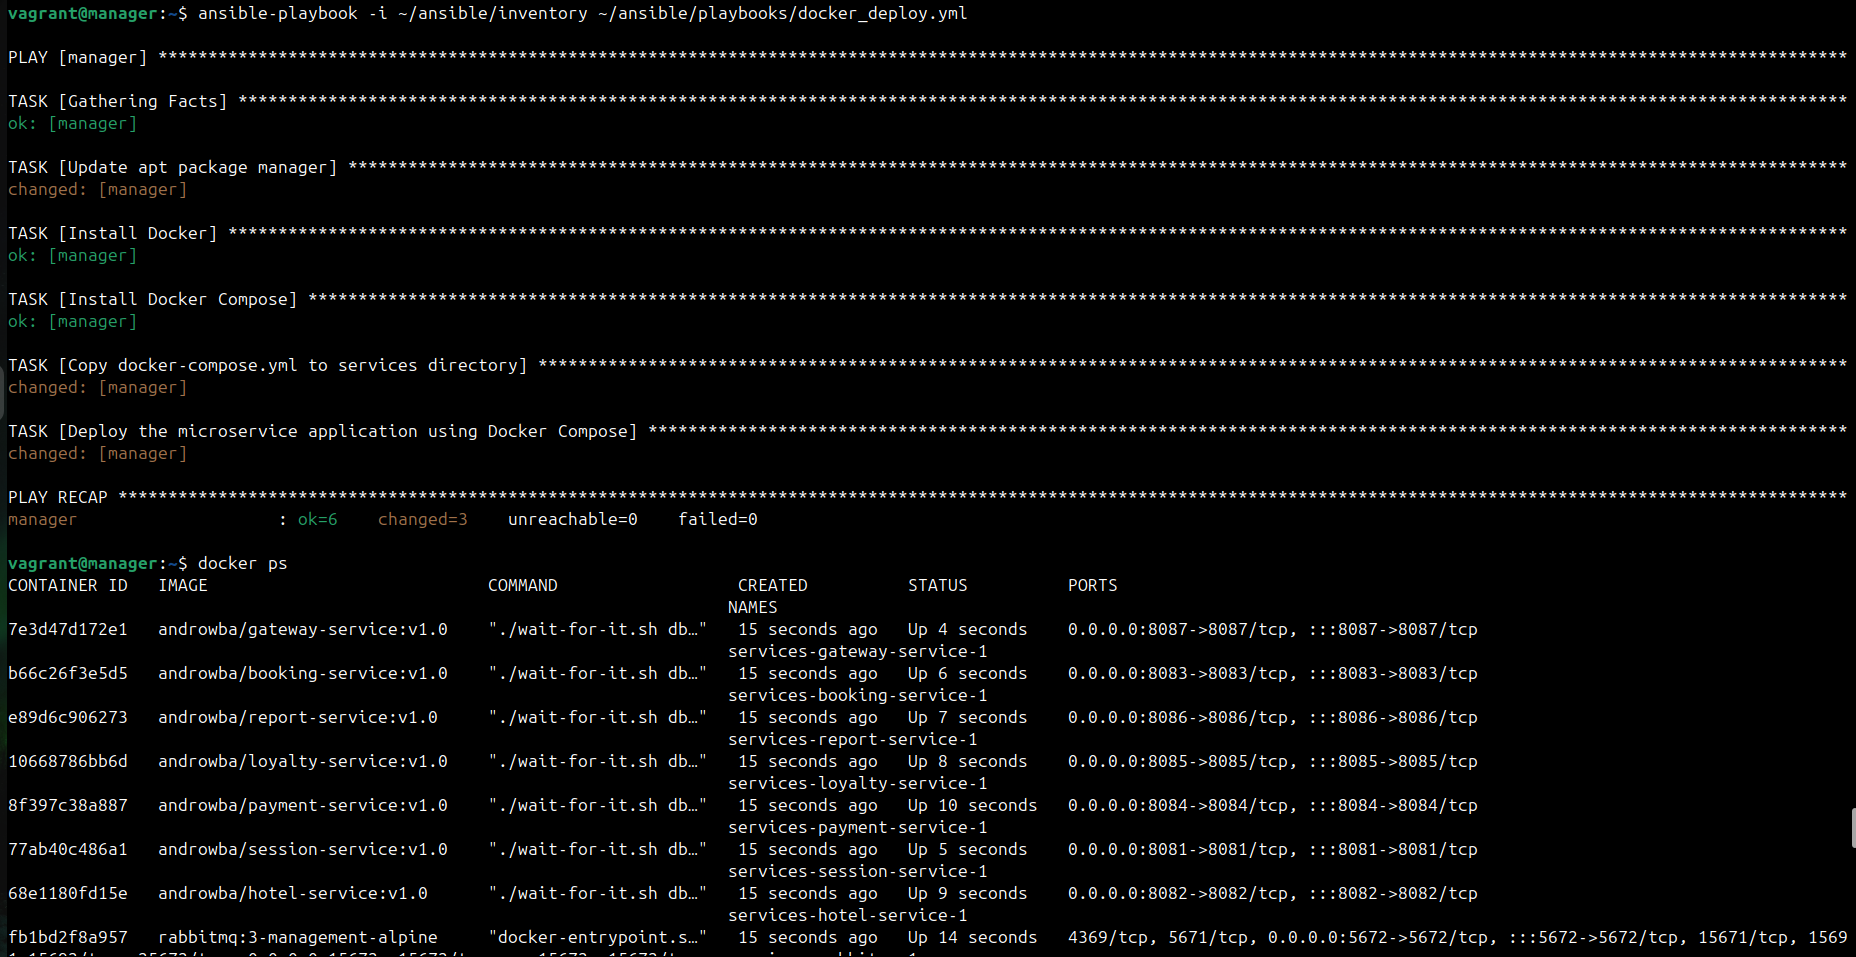 vagrant@manager:~$ ansible-playbook -i ~/ansible/inventory ~/ansible/playbooks/docker_deploy.yml
PLAY [manager] *************************************************************************************************************************************************************************
TASK [Gathering Facts] *****************************************************************************************************************************************************************
ok: [manager]
TASK [Update apt package manager] ******************************************************************************************************************************************************
changed: [manager]
TASK [Install Docker] ******************************************************************************************************************************************************************
ok: [manager]
TASK [Install Docker Compose] **********************************************************************************************************************************************************
ok: [manager]
TASK [Copy docker-compose.yml to services directory] ***********************************************************************************************************************************
changed: [manager]
TASK [Deploy the microservice application using Docker Compose] ************************************************************************************************************************
changed: [manager]
PLAY RECAP *****************************************************************************************************************************************************************************
manager                    : ok=6    changed=3    unreachable=0    failed=0
vagrant@manager:~$ docker ps
CONTAINER ID   IMAGE                            COMMAND                  CREATED          STATUS          PORTS
NAMES
7e3d47d172e1   androwba/gateway-service:v1.0    "./wait-for-it.sh db…"   15 seconds ago   Up 4 seconds    0.0.0.0:8087->8087/tcp, :::8087->8087/tcp
services-gateway-service-1
b66c26f3e5d5   androwba/booking-service:v1.0    "./wait-for-it.sh db…"   15 seconds ago   Up 6 seconds    0.0.0.0:8083->8083/tcp, :::8083->8083/tcp
services-booking-service-1
e89d6c906273   androwba/report-service:v1.0     "./wait-for-it.sh db…"   15 seconds ago   Up 7 seconds    0.0.0.0:8086->8086/tcp, :::8086->8086/tcp
services-report-service-1
10668786bb6d   androwba/loyalty-service:v1.0    "./wait-for-it.sh db…"   15 seconds ago   Up 8 seconds    0.0.0.0:8085->8085/tcp, :::8085->8085/tcp
services-loyalty-service-1
8f397c38a887   androwba/payment-service:v1.0    "./wait-for-it.sh db…"   15 seconds ago   Up 10 seconds   0.0.0.0:8084->8084/tcp, :::8084->8084/tcp
services-payment-service-1
77ab40c486a1   androwba/session-service:v1.0    "./wait-for-it.sh db…"   15 seconds ago   Up 5 seconds    0.0.0.0:8081->8081/tcp, :::8081->8081/tcp
services-session-service-1
68e1180fd15e   androwba/hotel-service:v1.0      "./wait-for-it.sh db…"   15 seconds ago   Up 9 seconds    0.0.0.0:8082->8082/tcp, :::8082->8082/tcp
services-hotel-service-1
fb1bd2f8a957   rabbitmq:3-management-alpine     "docker-entrypoint.s…"   15 seconds ago   Up 14 seconds   4369/tcp, 5671/tcp, 0.0.0.0:5672->5672/tcp, :::5672->5672/tcp, 15671/tcp, 1569